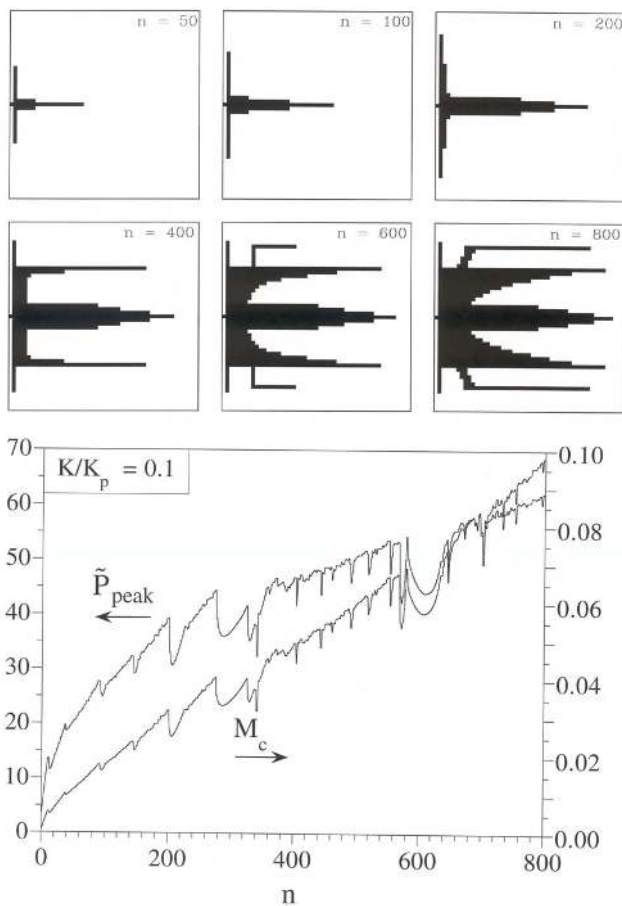 n = 50
n = 100
n = 200
n = 400
n = 600
n = 800
70
60
50
40
30
20
10
0
K/Kp = 0.1
P̃peak
Mc
0.10
0.08
0.06
0.04
0.02
0.00
0 200 400 600 800
n